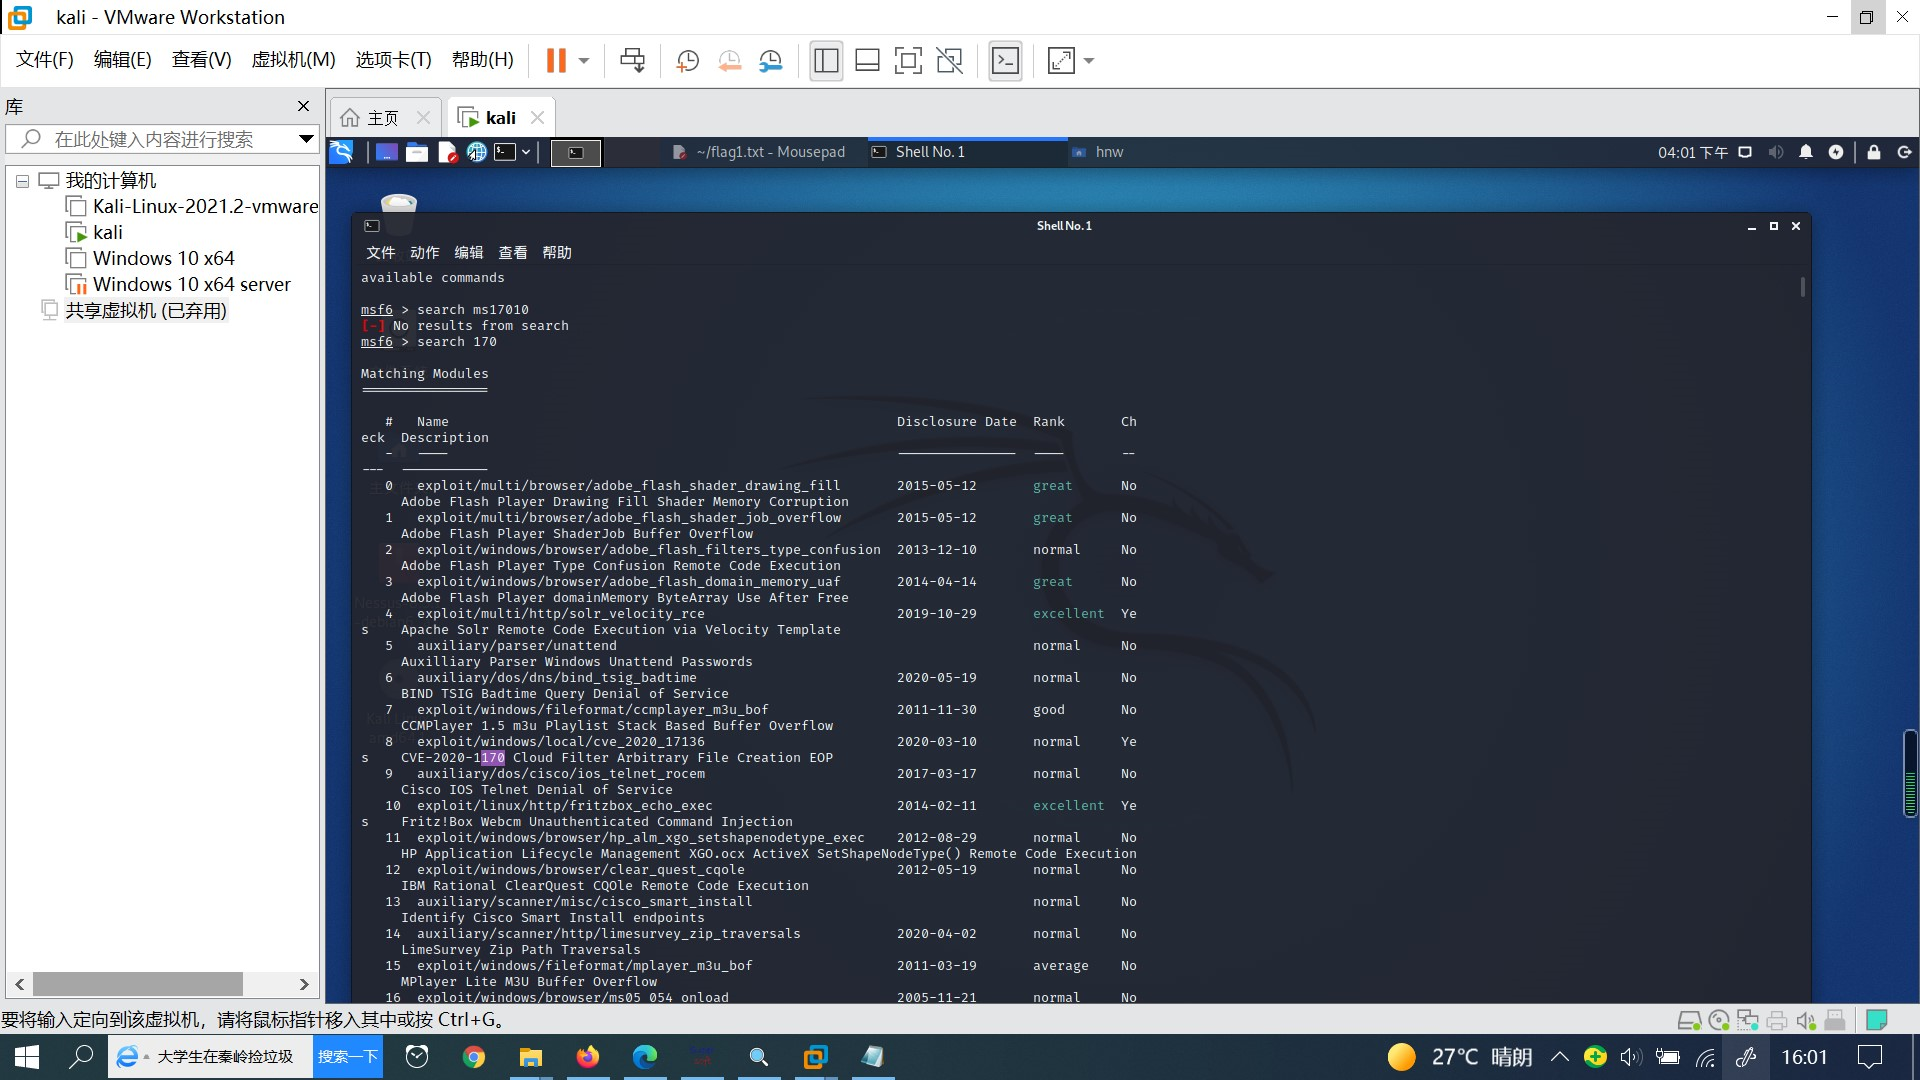 kali - VMware Workstation
文件(F) 编辑(E) 查看(V) 虚拟机(M) 选项卡(T) 帮助(H)
库
在此处键入内容进行搜索
我的计算机
Kali-Linux-2021.2-vmware
kali
Windows 10 x64
Windows 10 x64 server
共享虚拟机 (已弃用)
主页 kali
~/flag1.txt - Mousepad Shell No. 1 hnw 04:01 下午
Shell No. 1
文件 动作 编辑 查看 帮助
available commands
msf6 > search ms17010
[-] No results from search
msf6 > search 170
Matching Modules
================
# Name Disclosure Date Rank Ch
eck Description
- ---- --------------- ---- --
--- -----------
0 exploit/multi/browser/adobe_flash_shader_drawing_fill 2015-05-12 great No
Adobe Flash Player Drawing Fill Shader Memory Corruption
1 exploit/multi/browser/adobe_flash_shader_job_overflow 2015-05-12 great No
Adobe Flash Player ShaderJob Buffer Overflow
2 exploit/windows/browser/adobe_flash_filters_type_confusion 2013-12-10 normal No
Adobe Flash Player Type Confusion Remote Code Execution
3 exploit/windows/browser/adobe_flash_domain_memory_uaf 2014-04-14 great No
Adobe Flash Player domainMemory ByteArray Use After Free
4 exploit/multi/http/solr_velocity_rce 2019-10-29 excellent Ye
s Apache Solr Remote Code Execution via Velocity Template
5 auxiliary/parser/unattend normal No
Auxilliary Parser Windows Unattend Passwords
6 auxiliary/dos/dns/bind_tsig_badtime 2020-05-19 normal No
BIND TSIG Badtime Query Denial of Service
7 exploit/windows/fileformat/ccmplayer_m3u_bof 2011-11-30 good No
CCMPlayer 1.5 m3u Playlist Stack Based Buffer Overflow
8 exploit/windows/local/cve_2020_17136 2020-03-10 normal Ye
s CVE-2020-1170 Cloud Filter Arbitrary File Creation EOP
9 auxiliary/dos/cisco/ios_telnet_rocem 2017-03-17 normal No
Cisco IOS Telnet Denial of Service
10 exploit/linux/http/fritzbox_echo_exec 2014-02-11 excellent Ye
s Fritz!Box Webcm Unauthenticated Command Injection
11 exploit/windows/browser/hp_alm_xgo_setshapenodetype_exec 2012-08-29 normal No
HP Application Lifecycle Management XGO.ocx ActiveX SetShapeNodeType() Remote Code Execution
12 exploit/windows/browser/clear_quest_cqole 2012-05-19 normal No
IBM Rational ClearQuest CQOle Remote Code Execution
13 auxiliary/scanner/misc/cisco_smart_install normal No
Identify Cisco Smart Install endpoints
14 auxiliary/scanner/http/limesurvey_zip_traversals 2020-04-02 normal No
LimeSurvey Zip Path Traversals
15 exploit/windows/fileformat/mplayer_m3u_bof 2011-03-19 average No
MPlayer Lite M3U Buffer Overflow
16 exploit/windows/browser/ms05_054_onload 2005-11-21 normal No
要将输入定向到该虚拟机，请将鼠标指针移入其中或按 Ctrl+G。
大学生在秦岭捡垃圾 搜索一下 27℃ 晴朗 16:01